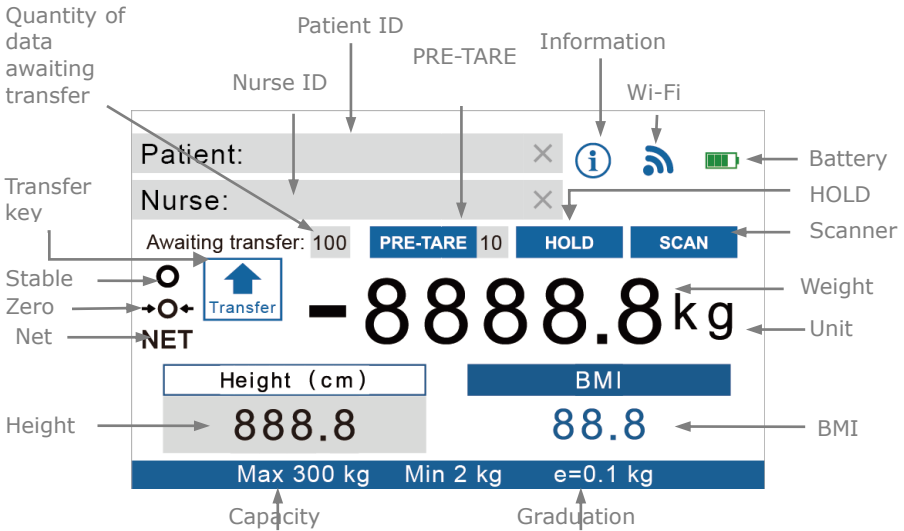 Quantity of
data
awaiting
transfer
Patient ID
Nurse ID
PRE-TARE
Information
Wi-Fi
Patient:
Battery
Nurse:
HOLD
Transfer
key
Awaiting transfer: 100
PRE-TARE 10
HOLD
SCAN
Scanner
Stable
Zero
Net
Transfer
NET
-8888.8kg
Weight
Unit
Height (cm)
BMI
Height
888.8
88.8
BMI
Max 300 kg Min 2 kg e=0.1 kg
Capacity
Graduation